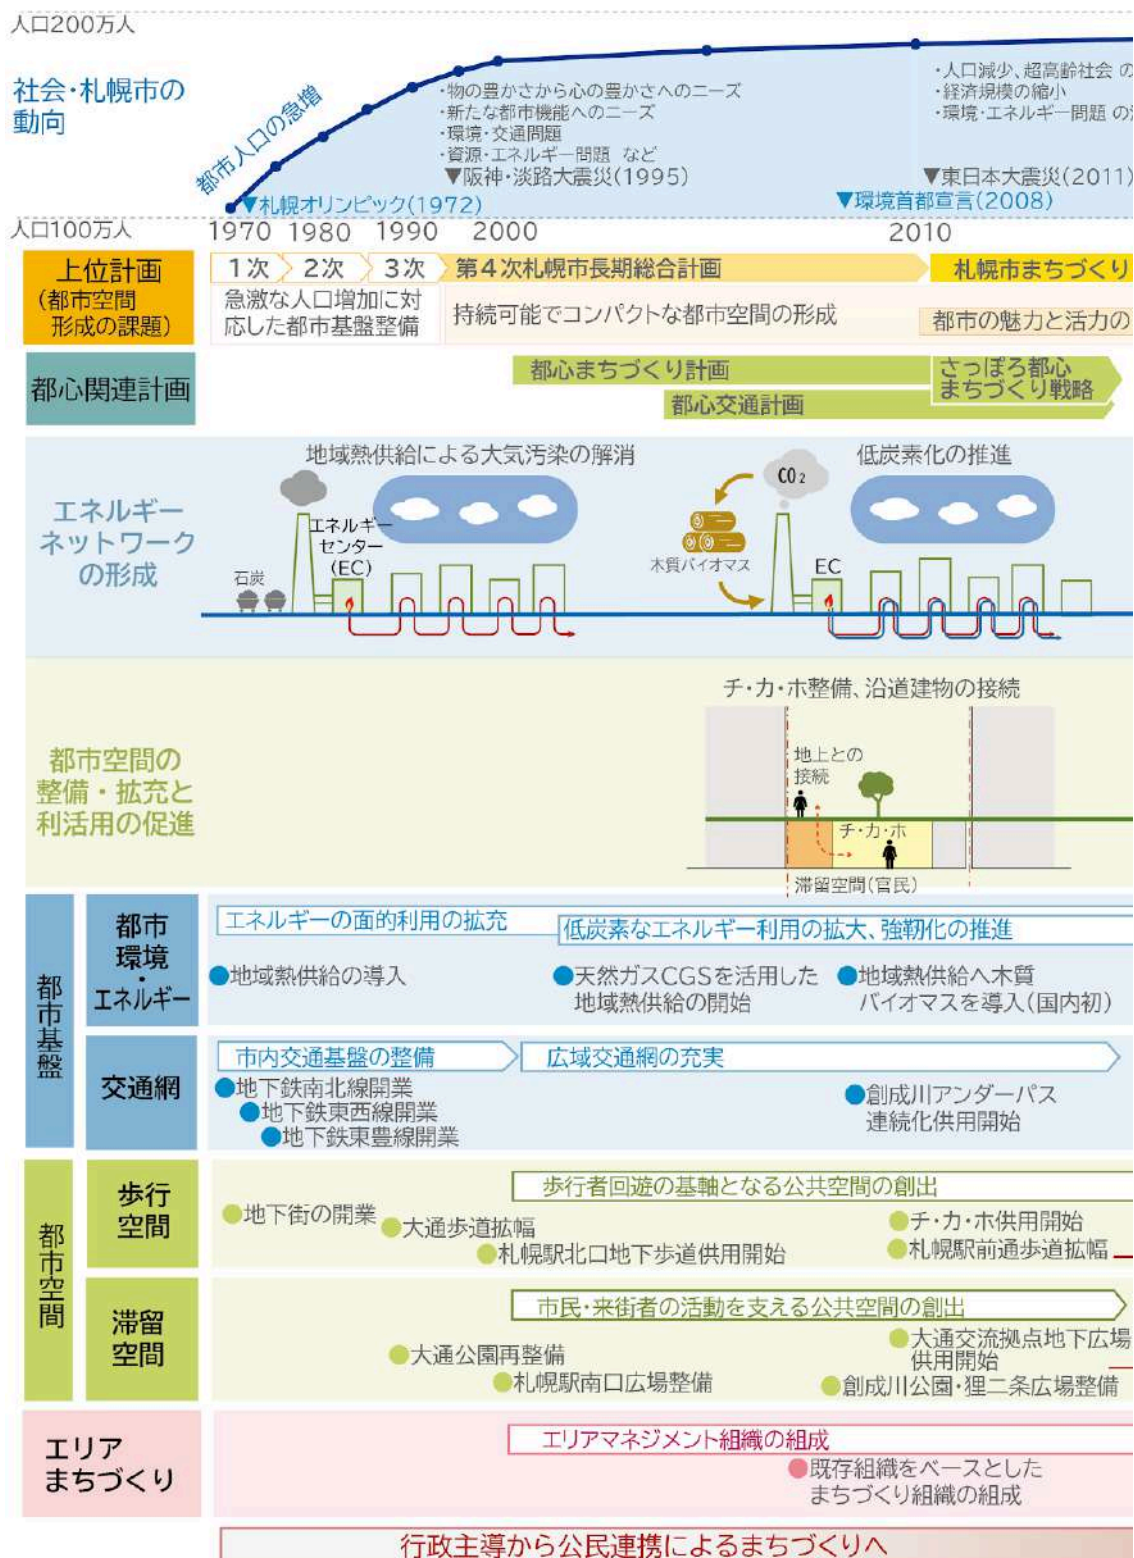 人口200万人
社会・札幌市の
動向
都市人口の急増
・物の豊かさから心の豊かさへのニーズ
・新たな都市機能へのニーズ
・環境・交通問題
・資源・エネルギー問題 など
▼阪神・淡路大震災(1995)
・人口減少、超高齢社会 の
・経済規模の縮小
・環境・エネルギー問題 の
▼東日本大震災(2011)
▼環境首都宣言(2008)
▼札幌オリンピック(1972)
人口100万人
1970 1980 1990 2000 2010
上位計画
(都市空間
形成の課題)
1次 2次 3次 第4次札幌市長期総合計画 札幌市まちづくり
急激な人口増加に対
応した都市基盤整備
持続可能でコンパクトな都市空間の形成
都市の魅力と活力の
都心関連計画
都心まちづくり計画
さっぽろ都心
まちづくり戦略
都心交通計画
エネルギー
ネットワーク
の形成
地域熱供給による大気汚染の解消
エネルギー
センター
(EC)
石炭
低炭素化の推進
CO2
木質バイオマス
EC
都市空間の
整備・拡充と
利活用の促進
チ・カ・ホ整備、沿道建物の接続
地上との
接続
チ・カ・ホ
滞留空間(官民)
都市基盤
都市
環境
・
エネルギー
エネルギーの面的利用の拡充
低炭素なエネルギー利用の拡大、強靭化の推進
●地域熱供給の導入
●天然ガスCGSを活用した
地域熱供給の開始
●地域熱供給へ木質
バイオマスを導入(国内初)
交通網
市内交通基盤の整備
広域交通網の充実
●地下鉄南北線開業
●地下鉄東西線開業
●地下鉄東豊線開業
●創成川アンダーパス
連続化供用開始
都市空間
歩行
空間
歩行者回遊の基軸となる公共空間の創出
●地下街の開業
●大通歩道拡幅
●札幌駅北口地下歩道供用開始
●チ・カ・ホ供用開始
●札幌駅前通歩道拡幅
滞留
空間
市民・来街者の活動を支える公共空間の創出
●大通公園再整備
●札幌駅南口広場整備
●大通交流拠点地下広場
供用開始
●創成川公園・狸二条広場整備
エリア
まちづくり
エリアマネジメント組織の組成
●既存組織をベースとした
まちづくり組織の組成
行政主導から公民連携によるまちづくりへ